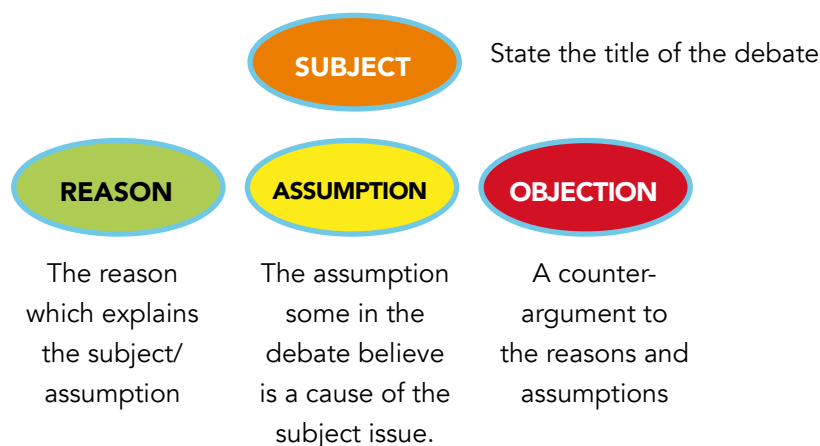 SUBJECT
State the title of the debate
REASON
The reason
which explains
the subject/
assumption
ASSUMPTION
The assumption
some in the
debate believe
is a cause of the
subject issue.
OBJECTION
A counter-
argument to
the reasons and
assumptions